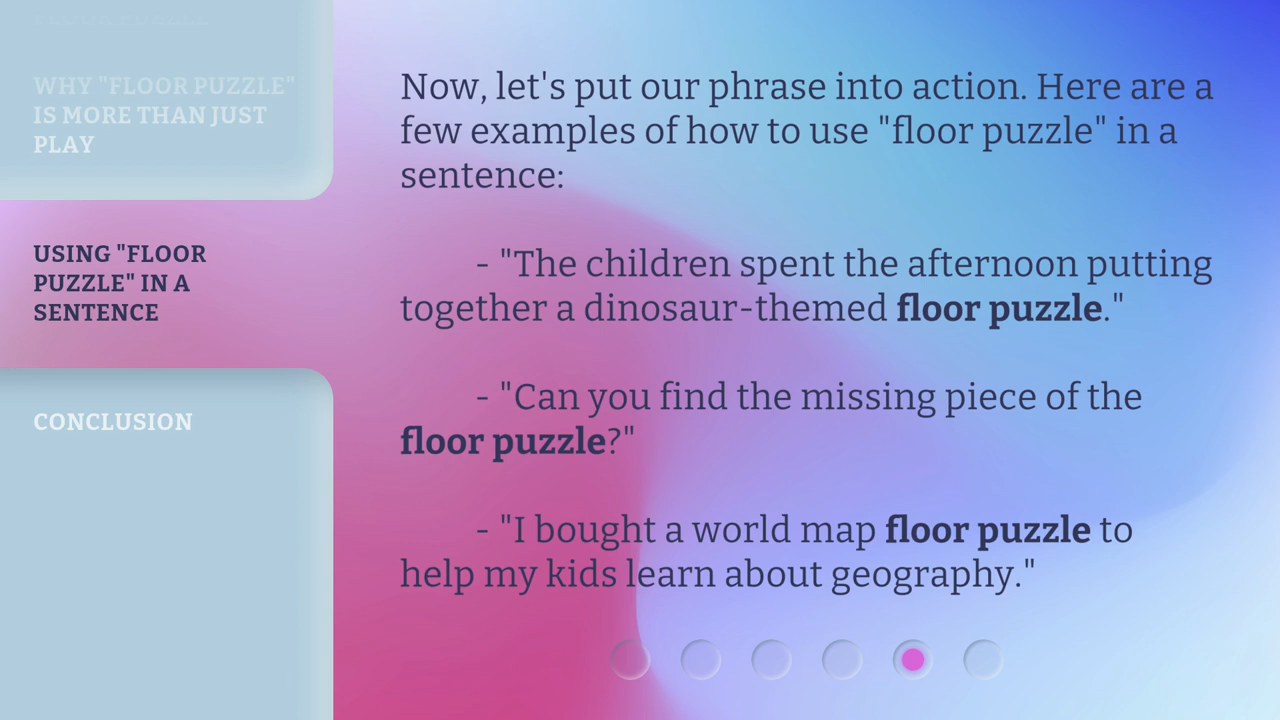 WHY "FLOOR PUZZLE"
IS MORE THAN JUST
PLAY
USING "FLOOR
PUZZLE" IN A
SENTENCE
CONCLUSION
Now, let's put our phrase into action. Here are a
few examples of how to use "floor puzzle" in a
sentence:
- "The children spent the afternoon putting
together a dinosaur-themed floor puzzle."
- "Can you find the missing piece of the
floor puzzle?"
- "I bought a world map floor puzzle to
help my kids learn about geography."